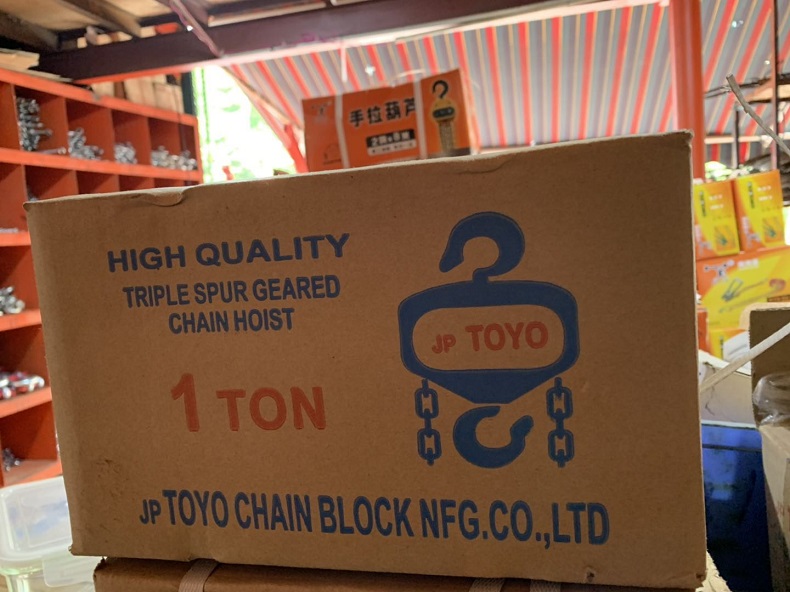 手拉葫芦
HIGH QUALITY
TRIPLE SPUR GEARED
CHAIN HOIST
1 TON
JP TOYO
JP TOYO CHAIN BLOCK NFG.CO.,LTD